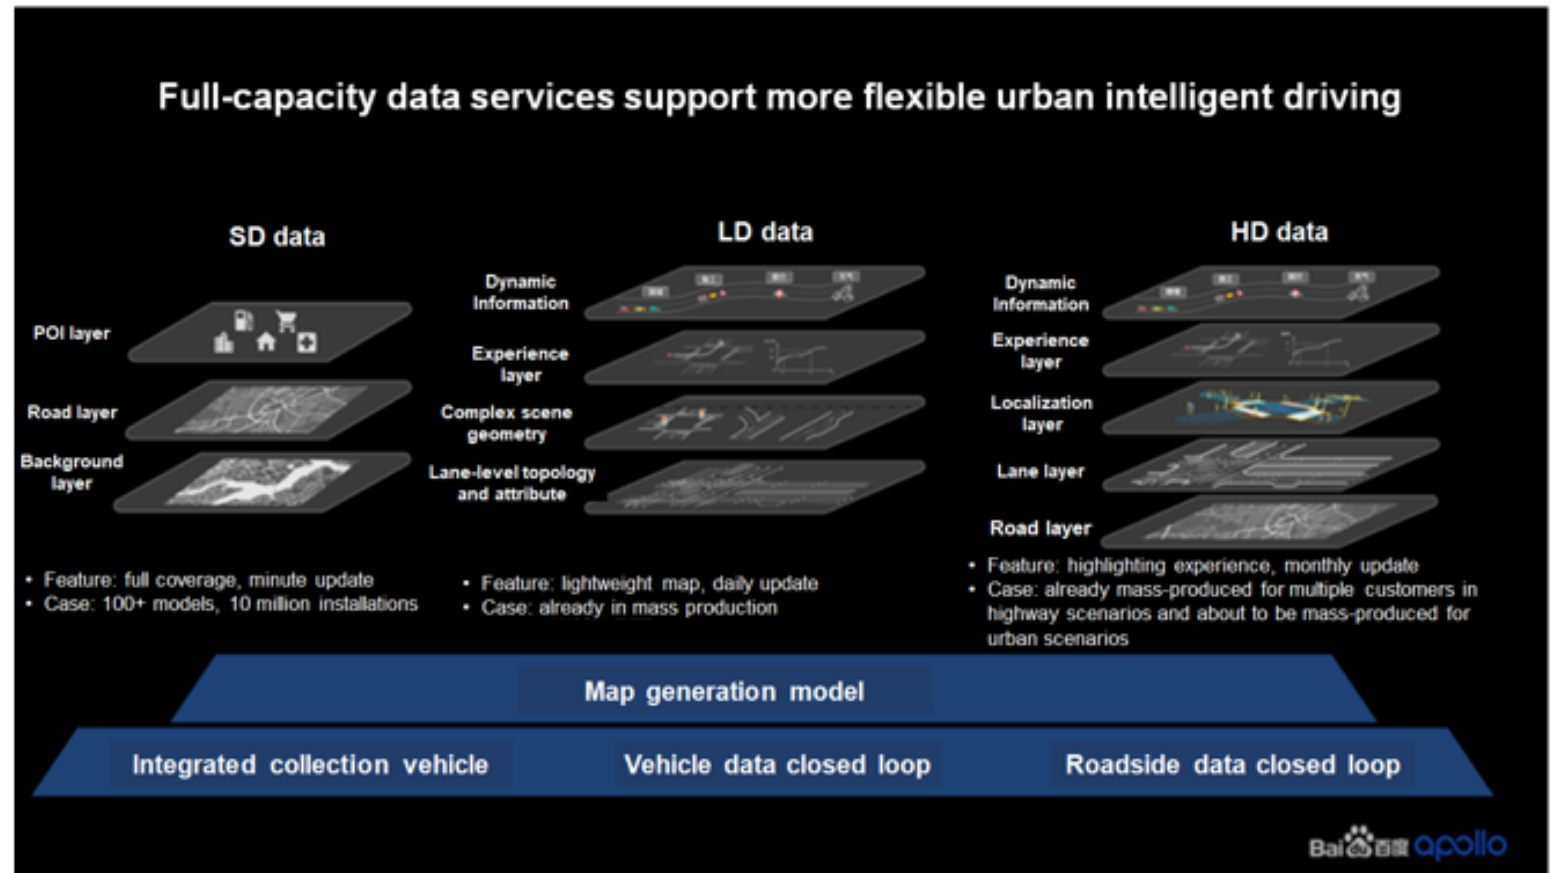 Full-capacity data services support more flexible urban intelligent driving
SD data
POI layer
Road layer
Background
layer
• Feature: full coverage, minute update
• Case: 100+ models, 10 million installations
LD data
Dynamic
Information
Experience
layer
Complex scene
geometry
Lane-level topology
and attribute
• Feature: lightweight map, daily update
• Case: already in mass production
HD data
Dynamic
Information
Experience
layer
Localization
layer
Lane layer
Road layer
• Feature: highlighting experience, monthly update
• Case: already mass-produced for multiple customers in
highway scenarios and about to be mass-produced for
urban scenarios
Map generation model
Integrated collection vehicle
Vehicle data closed loop
Roadside data closed loop
Bai du 百度 apollo